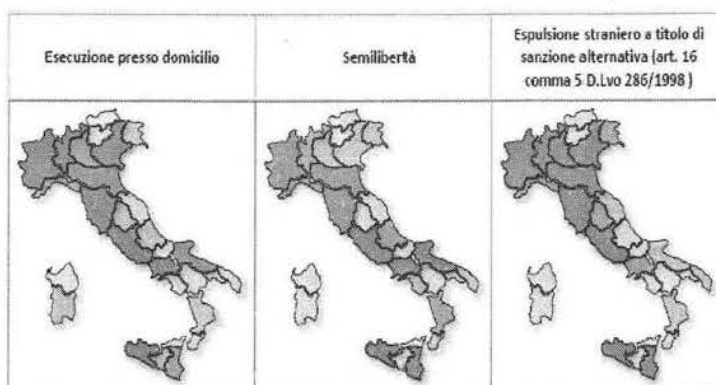 Esecuzione presso domicilio
Semilibertà
Espulsione straniero a titolo di
sanzione alternativa (art. 16
comma 5 D.Lvo 286/1998 )